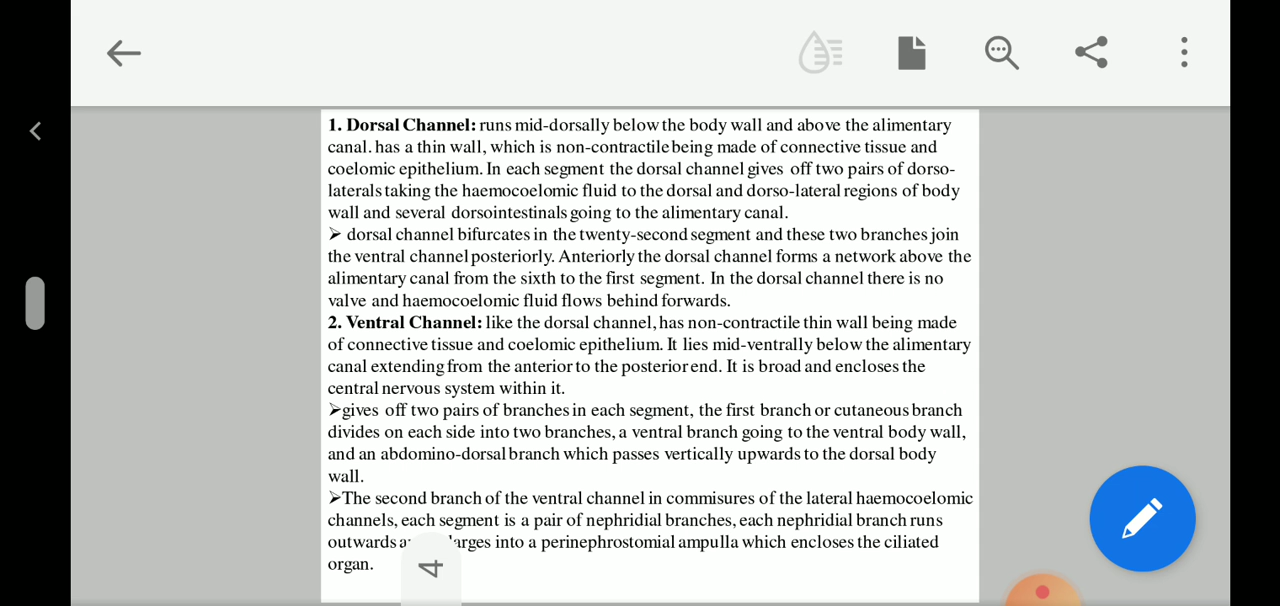 1. Dorsal Channel: runs mid-dorsally below the body wall and above the alimentary
canal. has a thin wall, which is non-contractile being made of connective tissue and
coelomic epithelium. In each segment the dorsal channel gives off two pairs of dorso-
laterals taking the haemocoelomic fluid to the dorsal and dorso-lateral regions of body
wall and several dorsointestinals going to the alimentary canal.
➢ dorsal channel bifurcates in the twenty-second segment and these two branches join
the ventral channel posteriorly. Anteriorly the dorsal channel forms a network above the
alimentary canal from the sixth to the first segment. In the dorsal channel there is no
valve and haemocoelomic fluid flows behind forwards.
2. Ventral Channel: like the dorsal channel, has non-contractile thin wall being made
of connective tissue and coelomic epithelium. It lies mid-ventrally below the alimentary
canal extending from the anterior to the posterior end. It is broad and encloses the
central nervous system within it.
➢gives off two pairs of branches in each segment, the first branch or cutaneous branch
divides on each side into two branches, a ventral branch going to the ventral body wall,
and an abdomino-dorsal branch which passes vertically upwards to the dorsal body
wall.
➢The second branch of the ventral channel in commisures of the lateral haemocoelomic
channels, each segment is a pair of nephridial branches, each nephridial branch runs
outwards into a perinephrostomial ampulla which encloses the ciliated
organ.
4